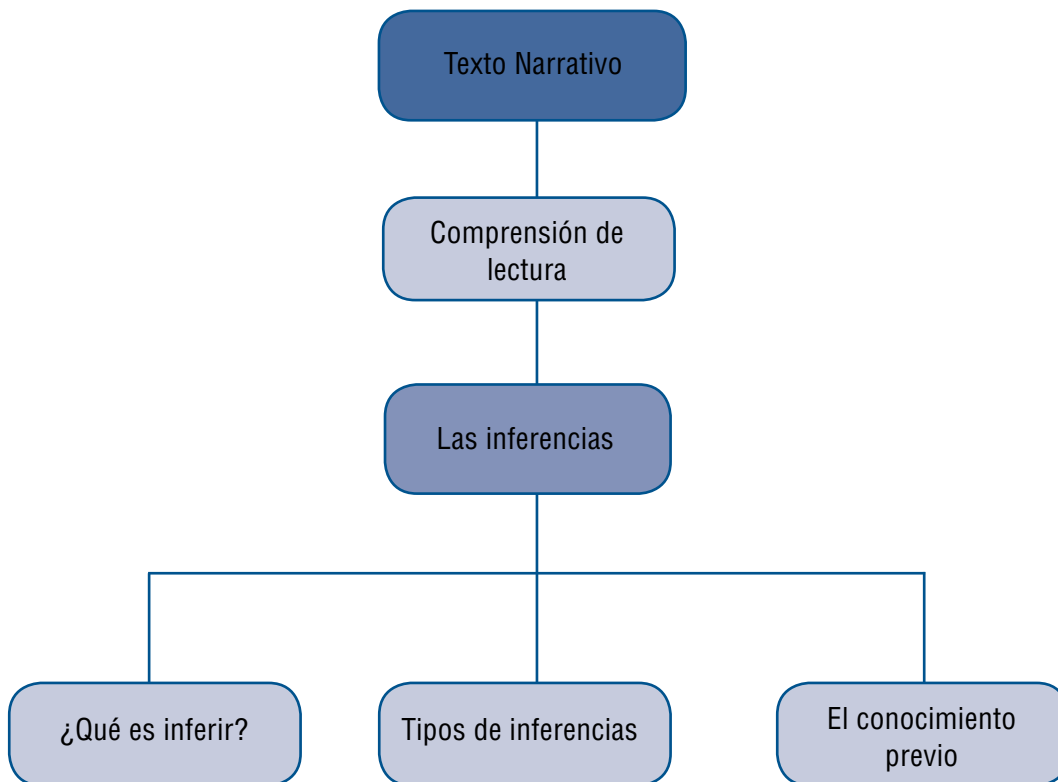 Texto Narrativo
Comprensión de
lectura
Las inferencias
¿Qué es inferir?
Tipos de inferencias
El conocimiento
previo